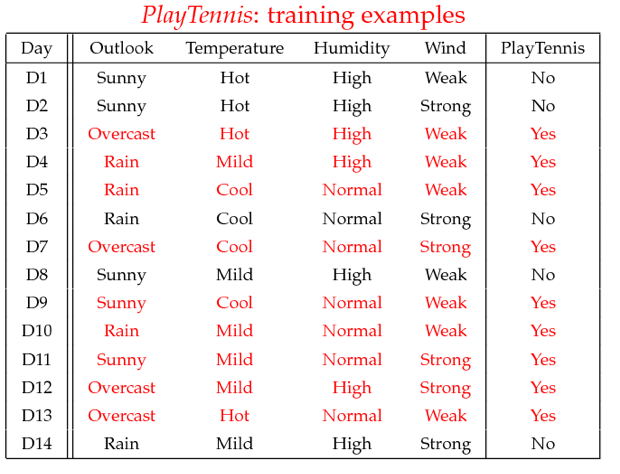 PlayTennis: training examples
Day Outlook Temperature Humidity Wind PlayTennis
D1 Sunny Hot High Weak No
D2 Sunny Hot High Strong No
D3 Overcast Hot High Weak Yes
D4 Rain Mild High Weak Yes
D5 Rain Cool Normal Weak Yes
D6 Rain Cool Normal Strong No
D7 Overcast Cool Normal Strong Yes
D8 Sunny Mild High Weak No
D9 Sunny Cool Normal Weak Yes
D10 Rain Mild Normal Weak Yes
D11 Sunny Mild Normal Strong Yes
D12 Overcast Mild High Strong Yes
D13 Overcast Hot Normal Weak Yes
D14 Rain Mild High Strong No